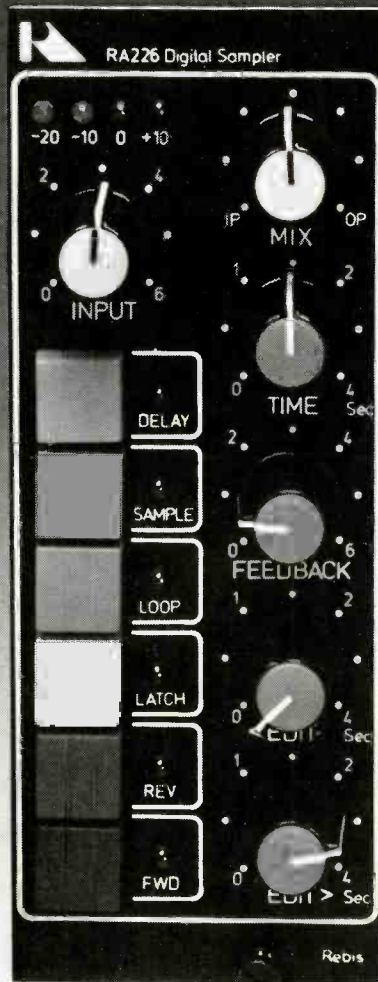 RA226 Digital Sampler
-20 -10 0 +10
2 4
0 6
INPUT
IP OP
MIX
1 2
0 4
TIME Sec
2 4
0 6
FEEDBACK
1 2
0 4
EDIT Sec
1 2
0 4
EDIT > Sec
DELAY
SAMPLE
LOOP
LATCH
REV
FWD
Rebis